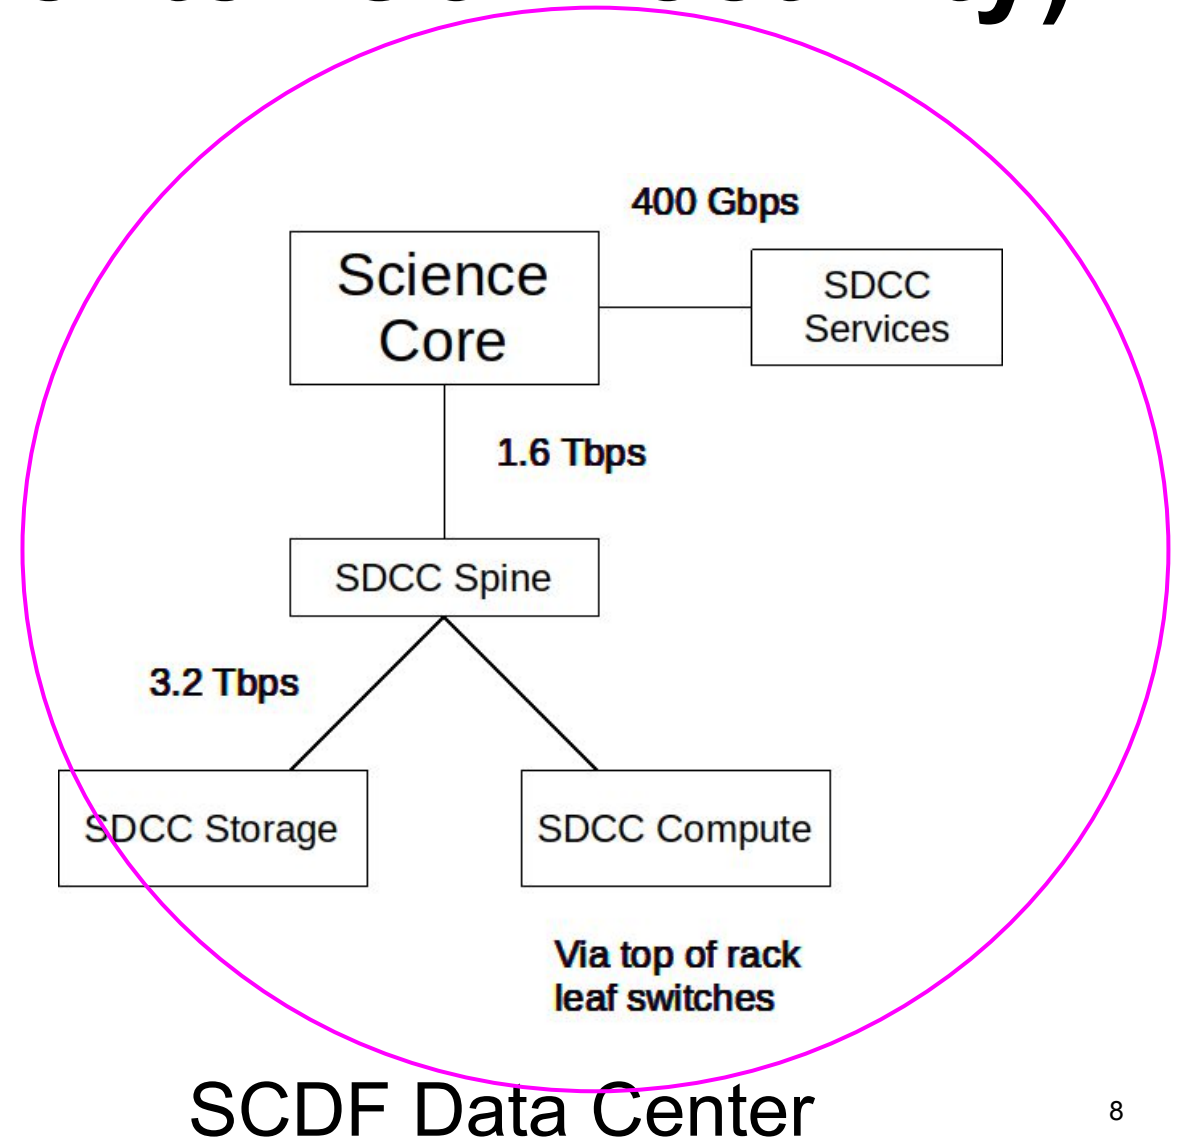 400 Gbps
Science
Core
SDCC
Services
1.6 Tbps
SDCC Spine
3.2 Tbps
SDCC Storage
SDCC Compute
Via top of rack
leaf switches
SCDF Data Center
8